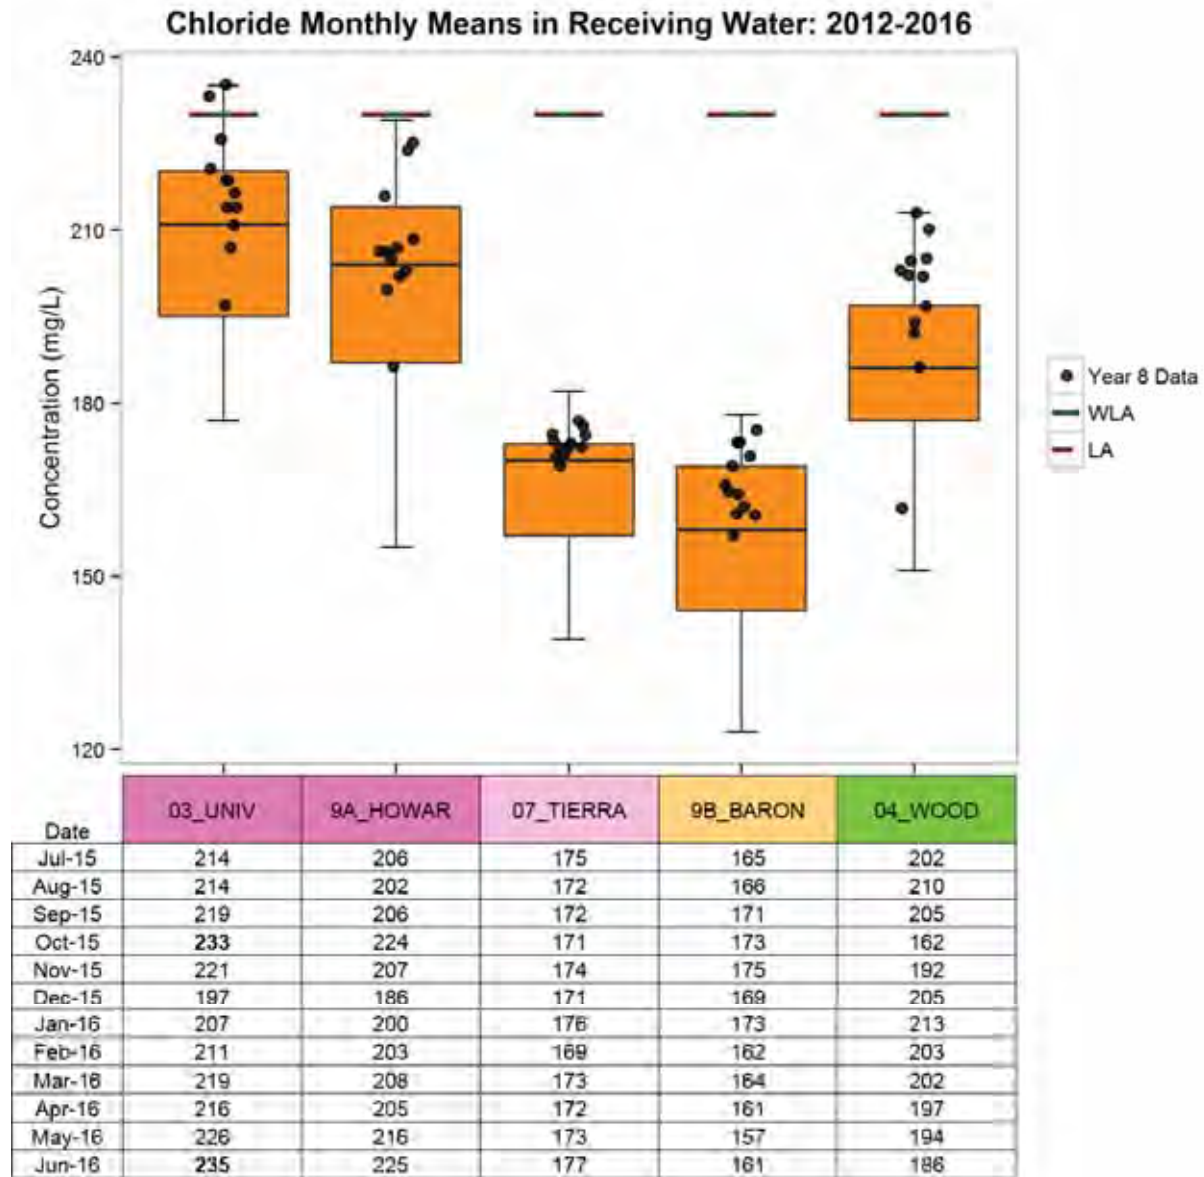 Chloride Monthly Means in Receiving Water: 2012-2016
Concentration (mg/L)
240
210
180
150
120
Year 8 Data
WLA
LA
Date 03_UNIV 9A_HOWAR 07_TIERRA 9B_BARON 04_WOOD
Jul-15 214 206 175 165 202
Aug-15 214 202 172 166 210
Sep-15 219 206 172 171 205
Oct-15 233 224 171 173 162
Nov-15 221 207 174 175 192
Dec-15 197 186 171 169 205
Jan-16 207 200 176 173 213
Feb-16 211 203 169 162 203
Mar-16 219 208 173 164 202
Apr-16 216 205 172 161 197
May-16 226 216 173 157 194
Jun-16 235 225 177 161 186